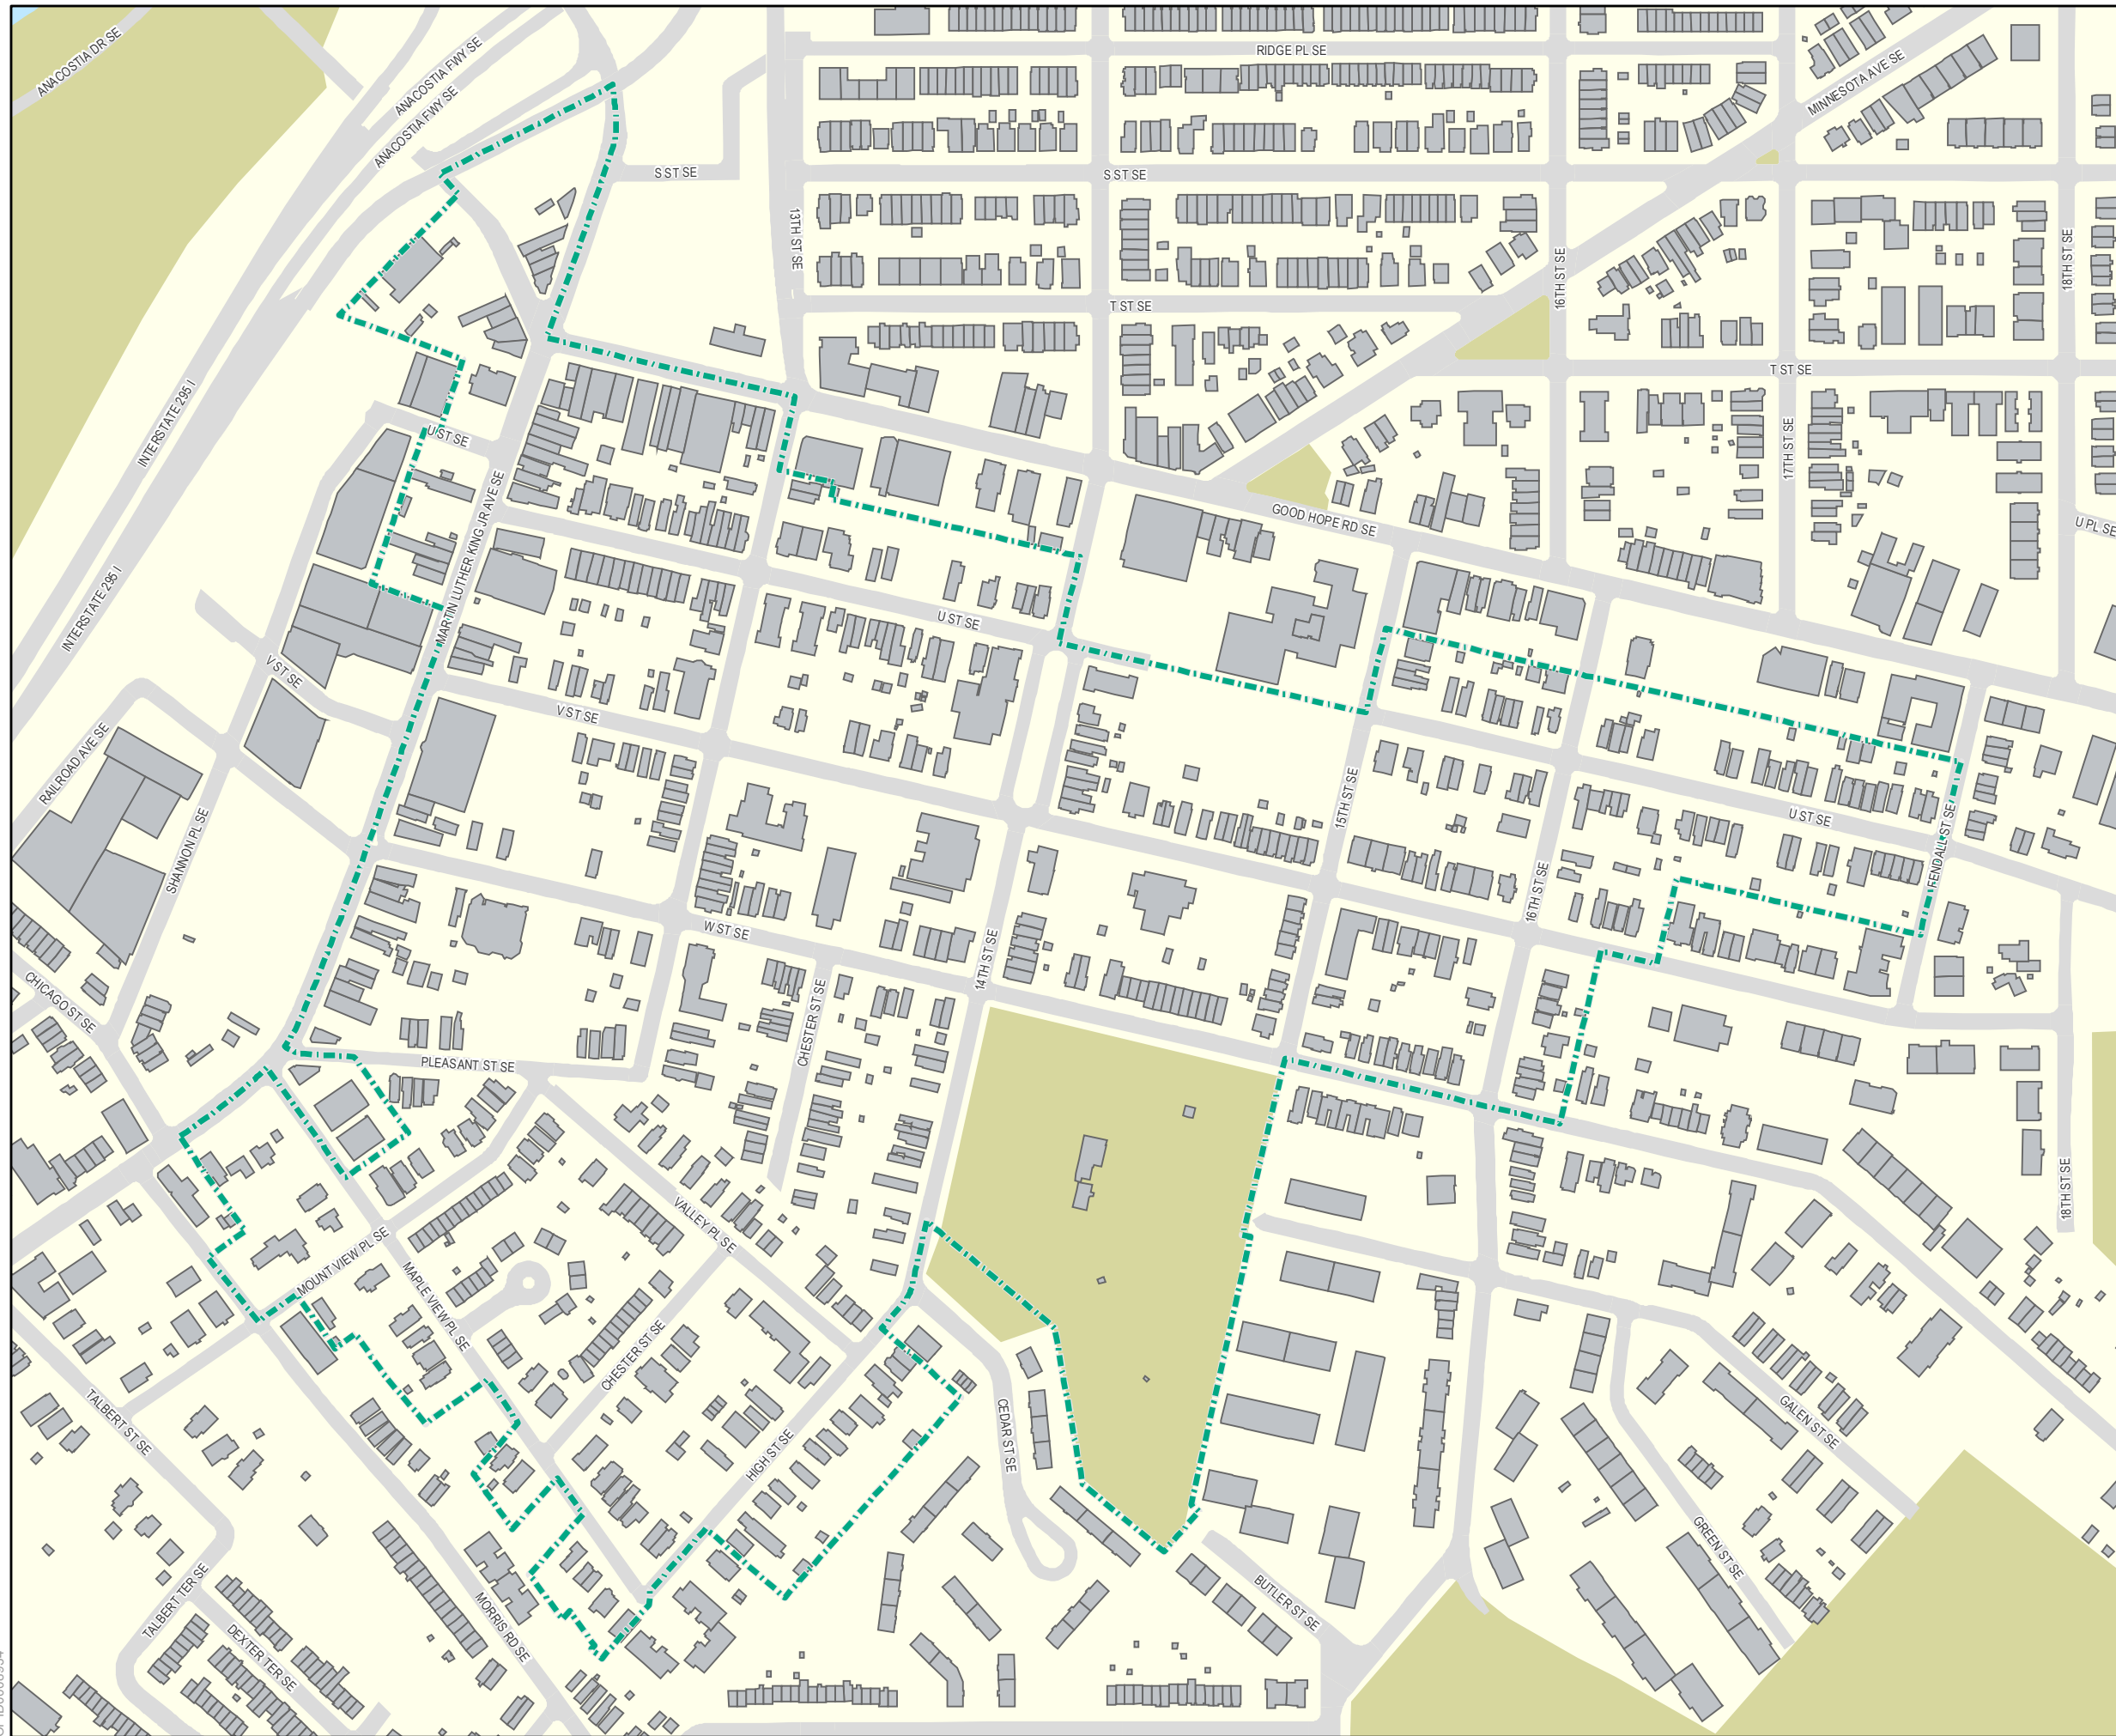 RIDGE PL SE
ANACOSTIA DR SE
ANACOSTIA FWY SE
ANACOSTIA FWY SE
MINNESOTA AVE SE
S ST SE
S ST SE
13TH ST SE
16TH ST SE
18TH ST SE
T ST SE
T ST SE
INTERSTATE 295 I
U ST SE
17TH ST SE
GOOD HOPE RD SE
U PL SE
MARTIN LUTHER KING JR AVE SE
INTERSTATE 295 I
U ST SE
V ST SE
V ST SE
RAILROAD AVE SE
15TH ST SE
U ST SE
FENDALL ST SE
SHANNON PL SE
16TH ST SE
W ST SE
14TH ST SE
CHICAGO ST SE
CHESTER ST SE
PLEASANT ST SE
18TH ST SE
VALLEY PL SE
MOUNT VIEW PL SE
MAPLE VIEW PL SE
CHESTER ST SE
TALBERT ST SE
HIGH ST SE
CEDAR ST SE
GALEN ST SE
GREEN ST SE
TALBERT TER SE
MORRIS RD SE
BUTLER ST SE
DEXTER TER SE